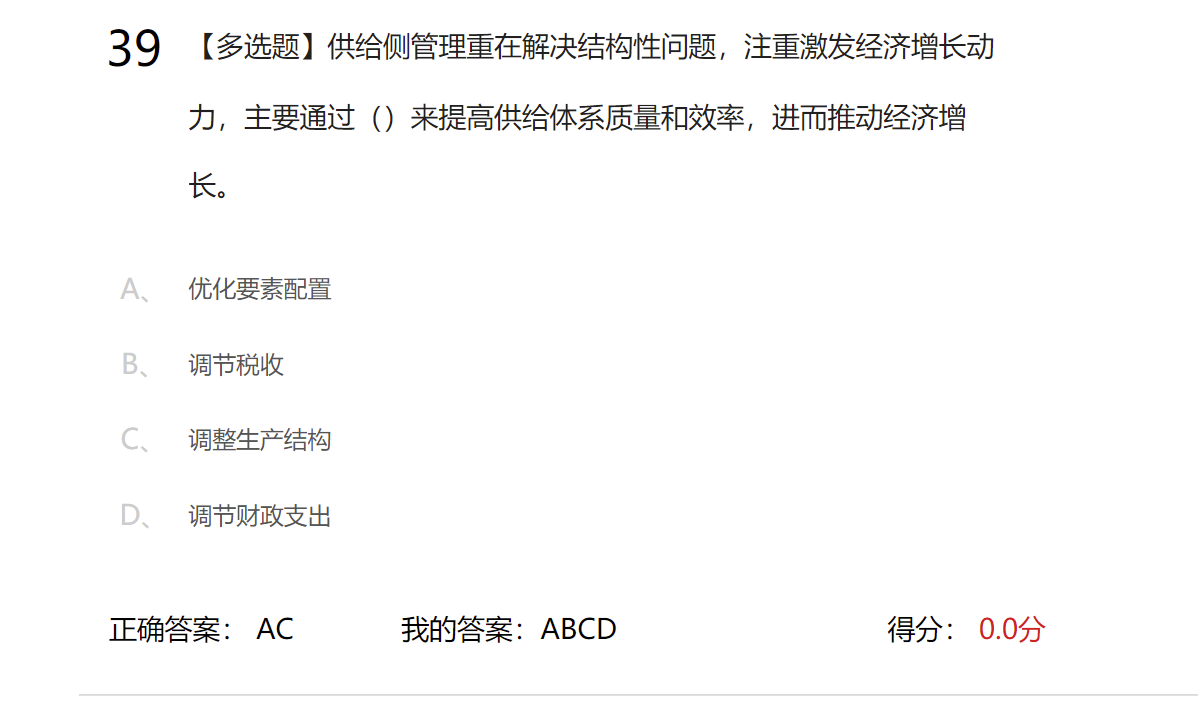 39 【多选题】供给侧管理重在解决结构性问题，注重激发经济增长动
力，主要通过（）来提高供给体系质量和效率，进而推动经济增
长。
A、 优化要素配置
B、 调节税收
C、 调整生产结构
D、 调节财政支出
正确答案： AC 我的答案：ABCD 得分： 0.0分